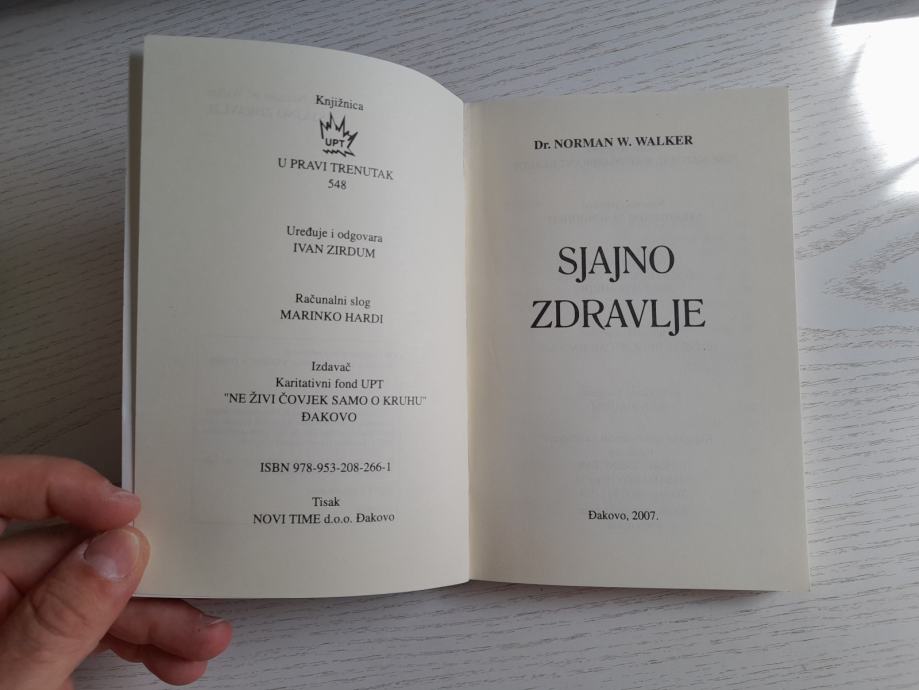 Knjižnica
UPT
U PRAVI TRENUTAK
548
Uređuje i odgovara
IVAN ZIRDUM
Računalni slog
MARINKO HARDI
Izdavač
Karitativni fond UPT
"NE ŽIVI ČOVJEK SAMO O KRUHU"
ĐAKOVO
ISBN 978-953-208-266-1
Tisak
NOVI TIME d.o.o. Đakovo
Dr. NORMAN W. WALKER
SJAJNO
ZDRAVLJE
Đakovo, 2007.